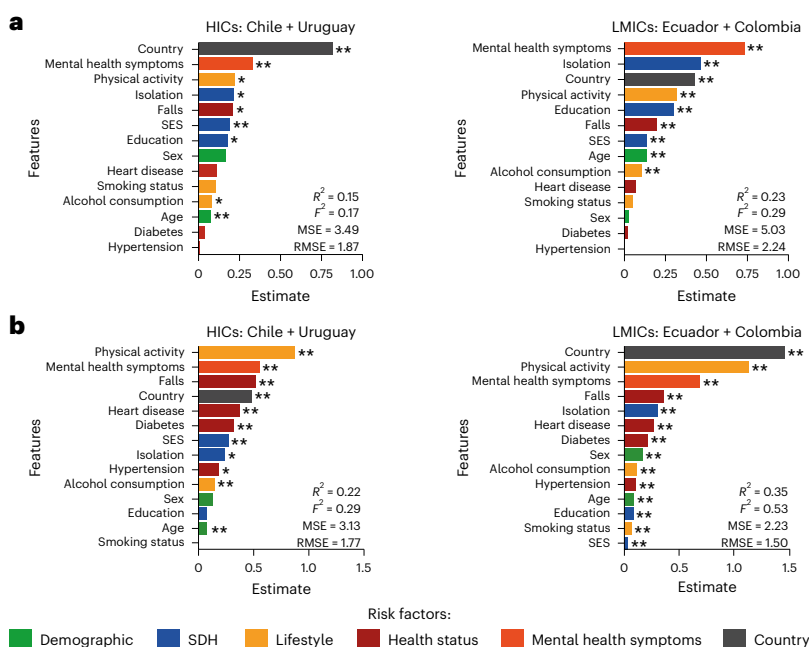 a
HICs: Chile + Uruguay
Features
Country **
Mental health symptoms **
Physical activity *
Isolation *
Falls *
SES **
Education *
Sex
Heart disease
Smoking status
Alcohol consumption *
Age **
Diabetes
Hypertension
R² = 0.15
F² = 0.17
MSE = 3.49
RMSE = 1.87
0 0.25 0.50 0.75 1.00
Estimate
LMICs: Ecuador + Colombia
Features
Mental health symptoms **
Isolation **
Country **
Physical activity **
Education **
Falls **
SES **
Age **
Alcohol consumption **
Heart disease
Smoking status
Sex
Diabetes
Hypertension
R² = 0.23
F² = 0.29
MSE = 5.03
RMSE = 2.24
0 0.25 0.50 0.75 1.00
Estimate
b
HICs: Chile + Uruguay
Features
Physical activity **
Mental health symptoms **
Falls **
Country **
Heart disease **
Diabetes **
SES **
Isolation *
Hypertension *
Alcohol consumption **
Sex
Education
Age **
Smoking status
R² = 0.22
F² = 0.29
MSE = 3.13
RMSE = 1.77
0 0.5 1.0 1.5
Estimate
LMICs: Ecuador + Colombia
Features
Country **
Physical activity **
Mental health symptoms **
Falls **
Isolation **
Heart disease **
Diabetes **
Sex **
Alcohol consumption **
Hypertension **
Age **
Education **
Smoking status **
SES **
R² = 0.35
F² = 0.53
MSE = 2.23
RMSE = 1.50
0 0.5 1.0 1.5
Estimate
Risk factors:
Demographic SDH Lifestyle Health status Mental health symptoms Country